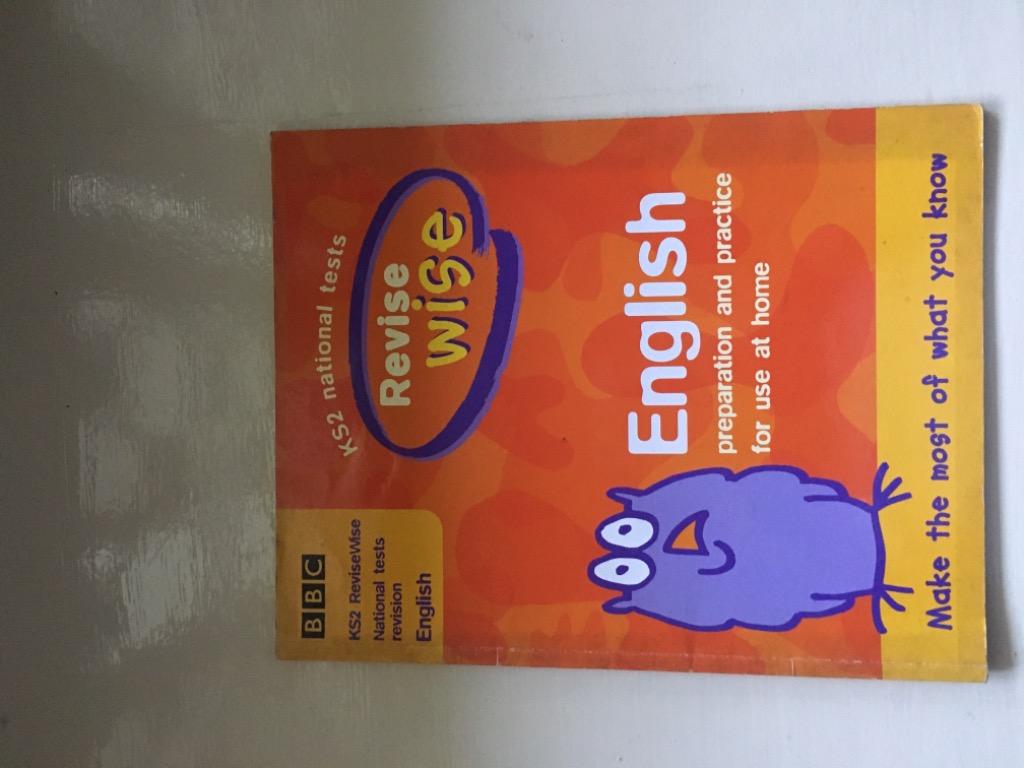 BBC
KS2 ReviseWise
National tests
revision
English
KS2 national tests
Revise
wise
English
preparation and practice
for use at home
Make the most of what you know